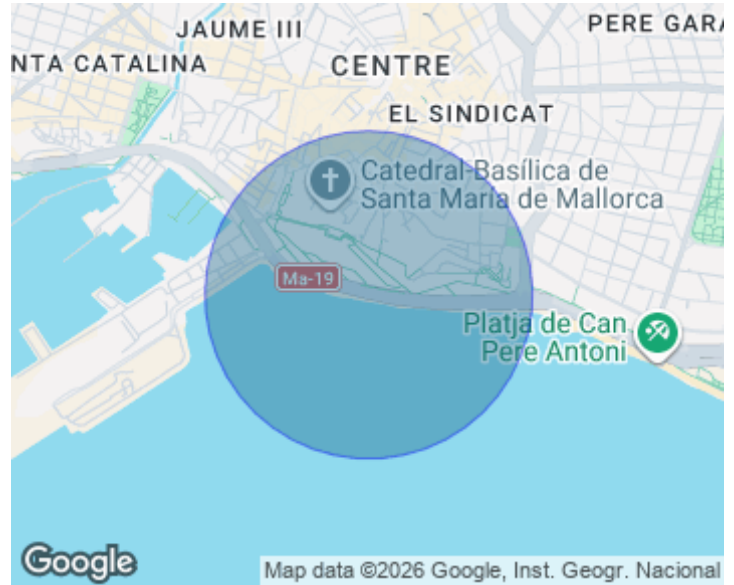 JAUME III
PERE GARA
NTA CATALINA
CENTRE
EL SINDICAT
Catedral-Basílica de
Santa Maria de Mallorca
Ma-19
Platja de Can
Pere Antoni
Google
Map data ©2026 Google, Inst. Geogr. Nacional